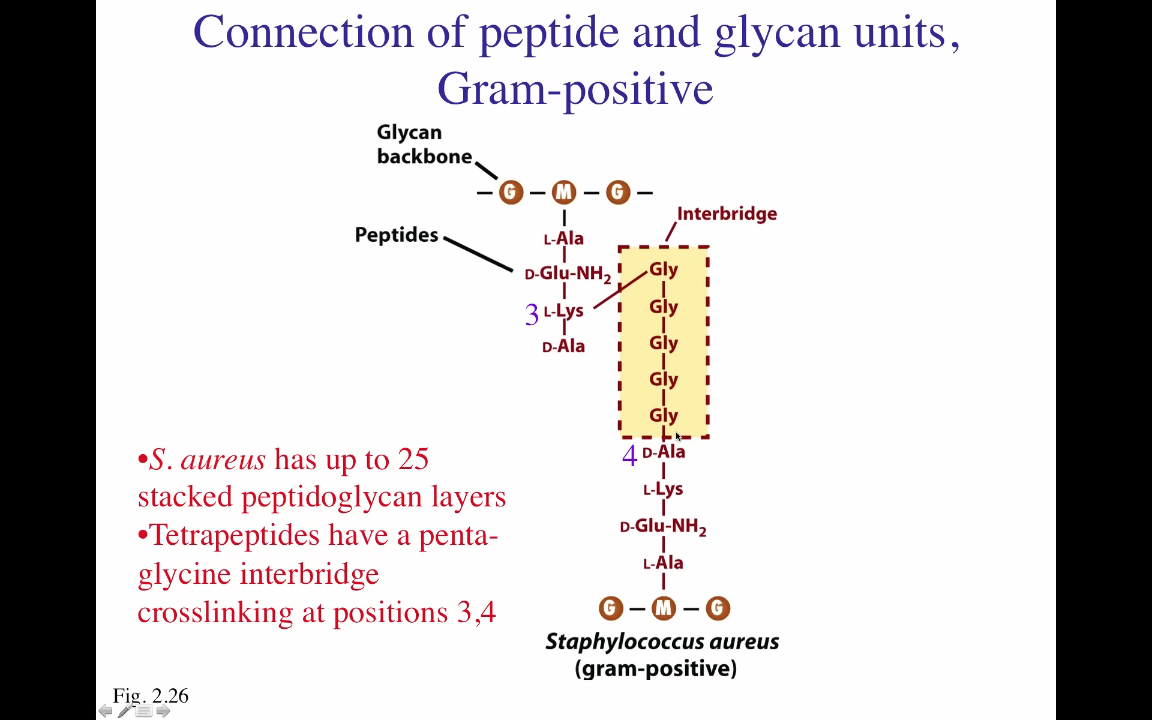 Connection of peptide and glycan units,
Gram-positive
Glycan
backbone
– G – M – G –
Interbridge
Peptides
L-Ala
D-Glu-NH2
3 L-Lys
D-Ala
Gly
Gly
Gly
Gly
Gly
4 D-Ala
L-Lys
D-Glu-NH2
L-Ala
G – M – G
•S. aureus has up to 25
stacked peptidoglycan layers
•Tetrapeptides have a penta-
glycine interbridge
crosslinking at positions 3,4
Staphylococcus aureus
(gram-positive)
Fig. 2.26